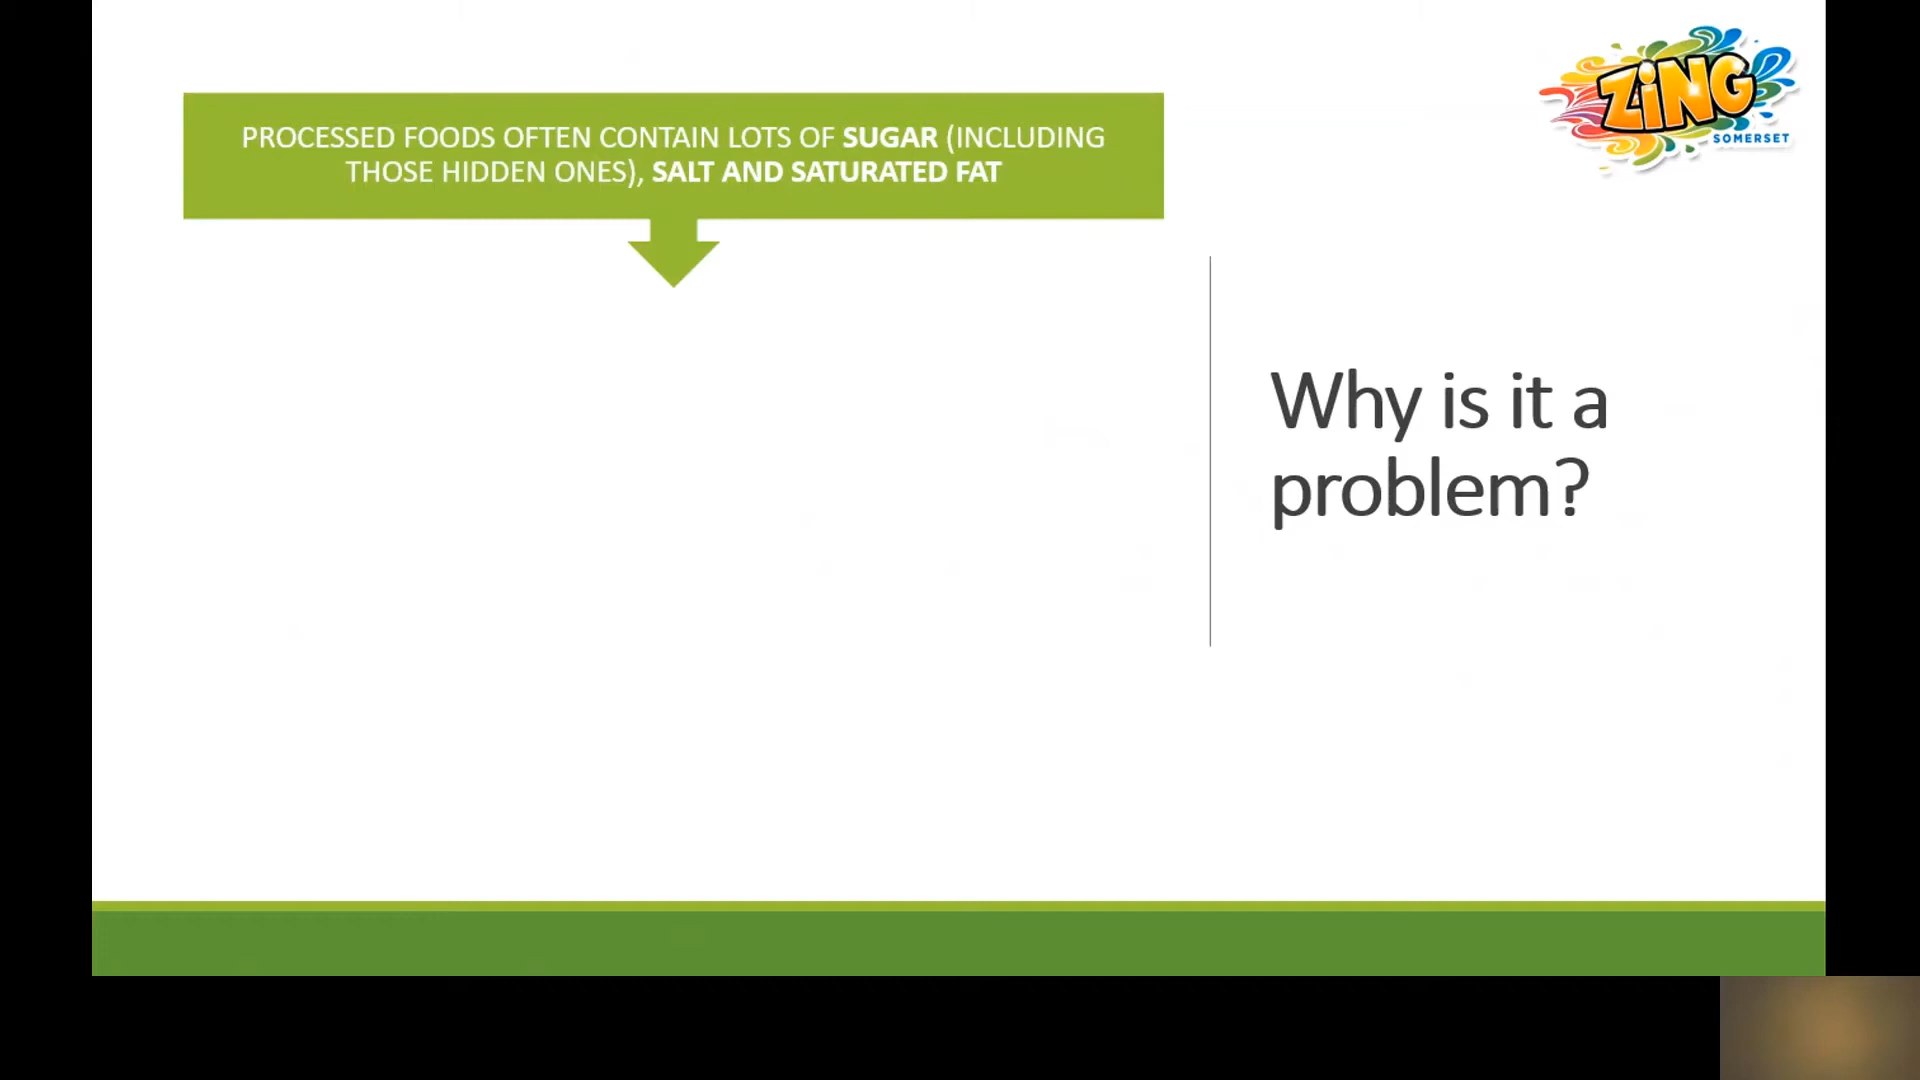 PROCESSED FOODS OFTEN CONTAIN LOTS OF SUGAR (INCLUDING
THOSE HIDDEN ONES), SALT AND SATURATED FAT
ZiNG
SOMERSET
Why is it a
problem?